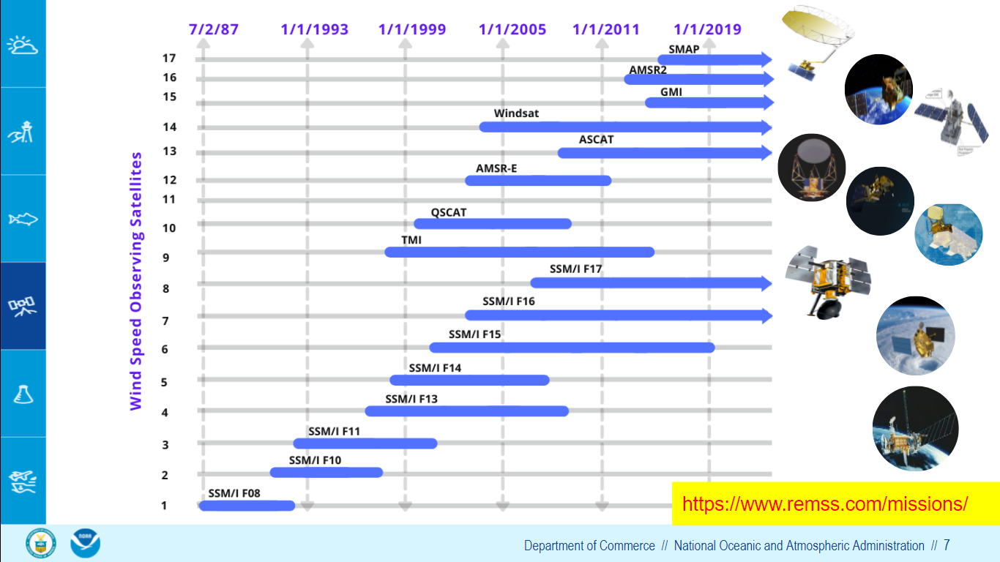 7/2/87 1/1/1993 1/1/1999 1/1/2005 1/1/2011 1/1/2019
Wind Speed Observing Satellites
17 SMAP
16 AMSR2
15 GMI
14 Windsat
13 ASCAT
12 AMSR-E
11
10 QSCAT
9 TMI
8 SSM/I F17
7 SSM/I F16
6 SSM/I F15
5 SSM/I F14
4 SSM/I F13
3 SSM/I F11
2 SSM/I F10
1 SSM/I F08
https://www.remss.com/missions/
NOAA
Department of Commerce // National Oceanic and Atmospheric Administration // 7